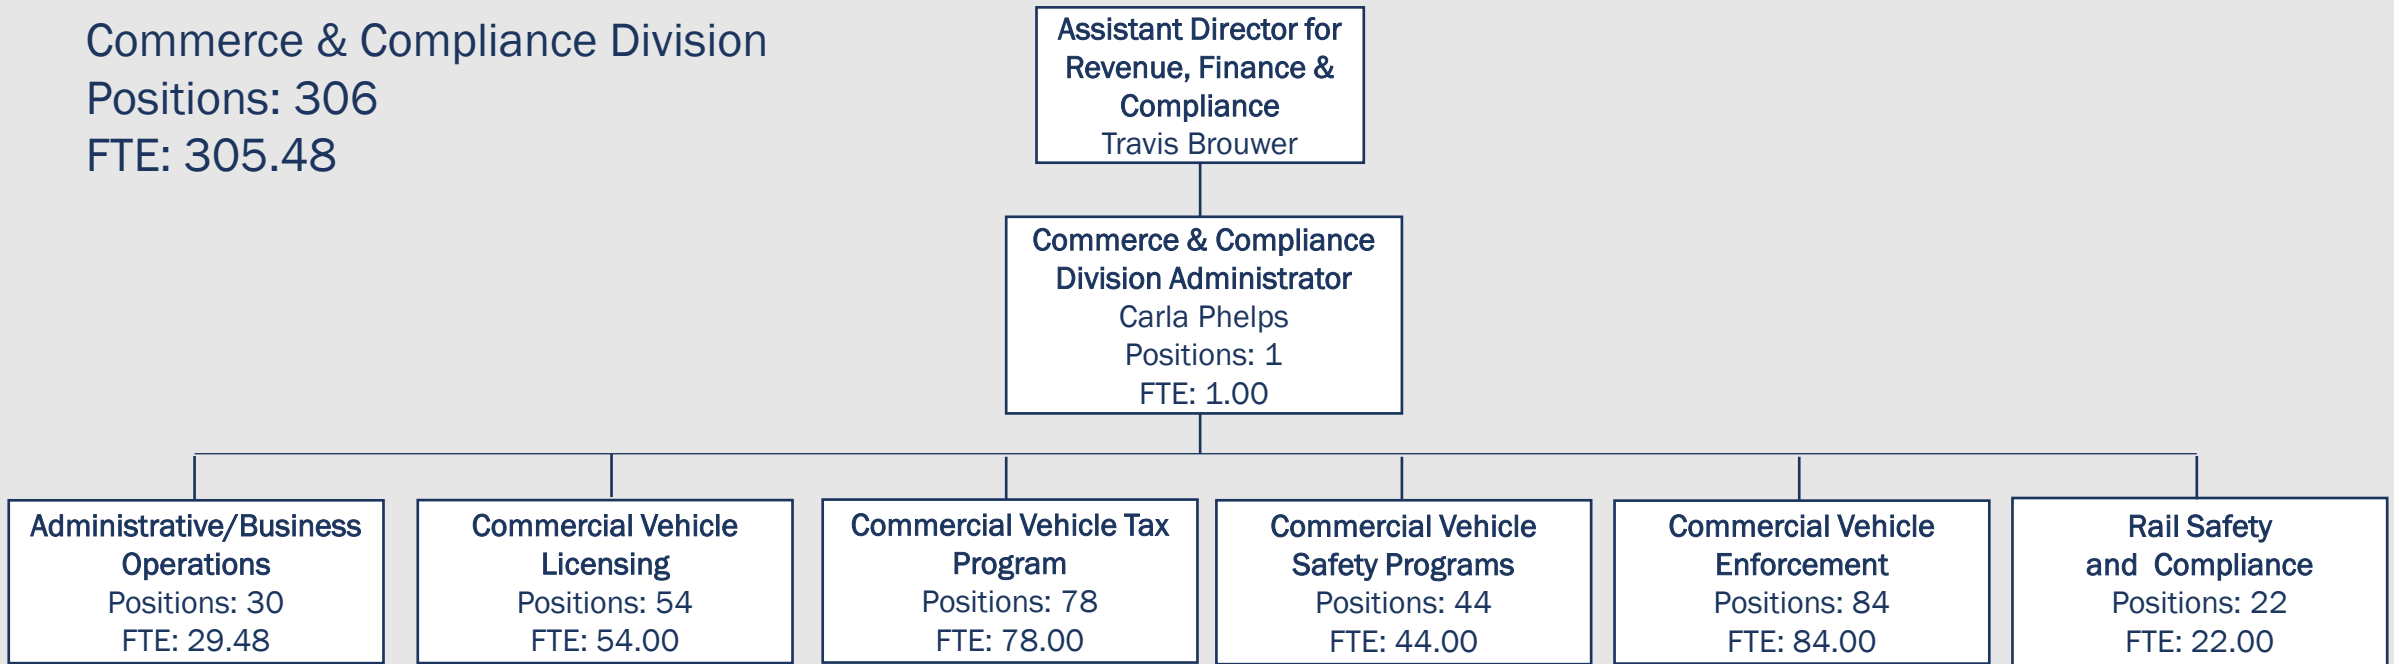 Commerce & Compliance Division
Positions: 306
FTE: 305.48
Assistant Director for
Revenue, Finance &
Compliance
Travis Brouwer
Commerce & Compliance
Division Administrator
Carla Phelps
Positions: 1
FTE: 1.00
Administrative/Business
Operations
Positions: 30
FTE: 29.48
Commercial Vehicle
Licensing
Positions: 54
FTE: 54.00
Commercial Vehicle Tax
Program
Positions: 78
FTE: 78.00
Commercial Vehicle
Safety Programs
Positions: 44
FTE: 44.00
Commercial Vehicle
Enforcement
Positions: 84
FTE: 84.00
Rail Safety
and  Compliance
Positions: 22
FTE: 22.00